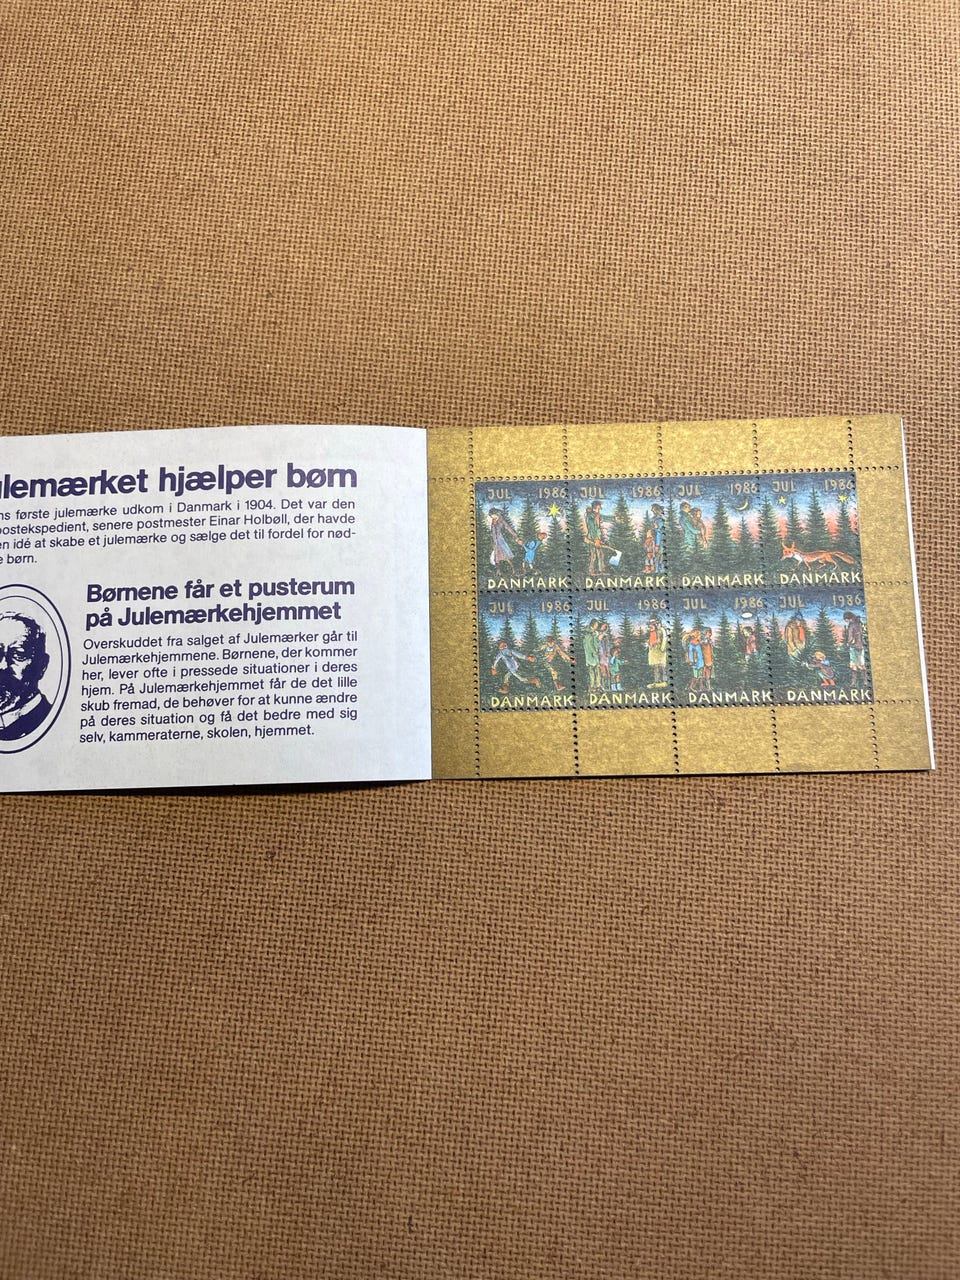 ulemærket hjælper børn
ns første julemærke udkom i Danmark i 1904. Det var den
postekspedient, senere postmester Einar Holbøll, der havde
en idé at skabe et julemærke og sælge det til fordel for nød-
e børn.
Børnene får et pusterum
på Julemærkehjemmet
Overskuddet fra salget af Julemærker går til
Julemærkehjemmene. Børnene, der kommer
her, lever ofte i pressede situationer i deres
hjem. På Julemærkehjemmet får de det lille
skub fremad, de behøver for at kunne ændre
på deres situation og få det bedre med sig
selv, kammeraterne, skolen, hjemmet.
JUL 1986 JUL 1986 JUL 1986 JUL 1986
DANMARK DANMARK DANMARK DANMARK
JUL 1986 JUL 1986 JUL 1986 JUL 1986
DANMARK DANMARK DANMARK DANMARK